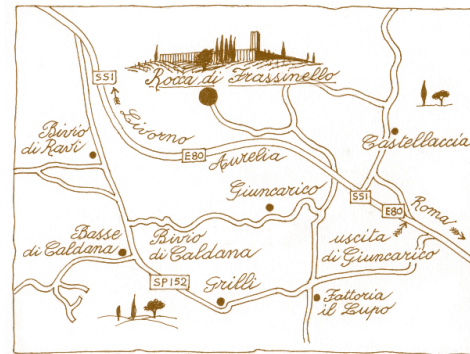 SS1
Rocca di Frassinello
Livorno
Bivio
di Ravi
E80
Aurelia
Castellaccia
Giuncarico
SS1
E80
Roma
Basse
di Caldana
Bivio di
Caldana
uscita
di Giuncarico
SP152
Grilli
Fattoria
il Lupo